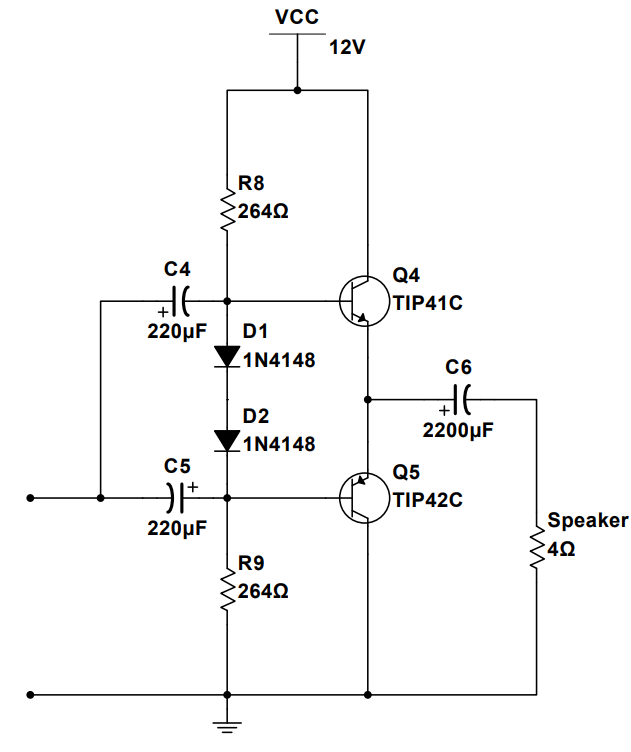 VCC
12V
R8
264Ω
C4
220µF
Q4
TIP41C
D1
1N4148
C6
2200µF
D2
1N4148
C5
220µF
Q5
TIP42C
Speaker
4Ω
R9
264Ω